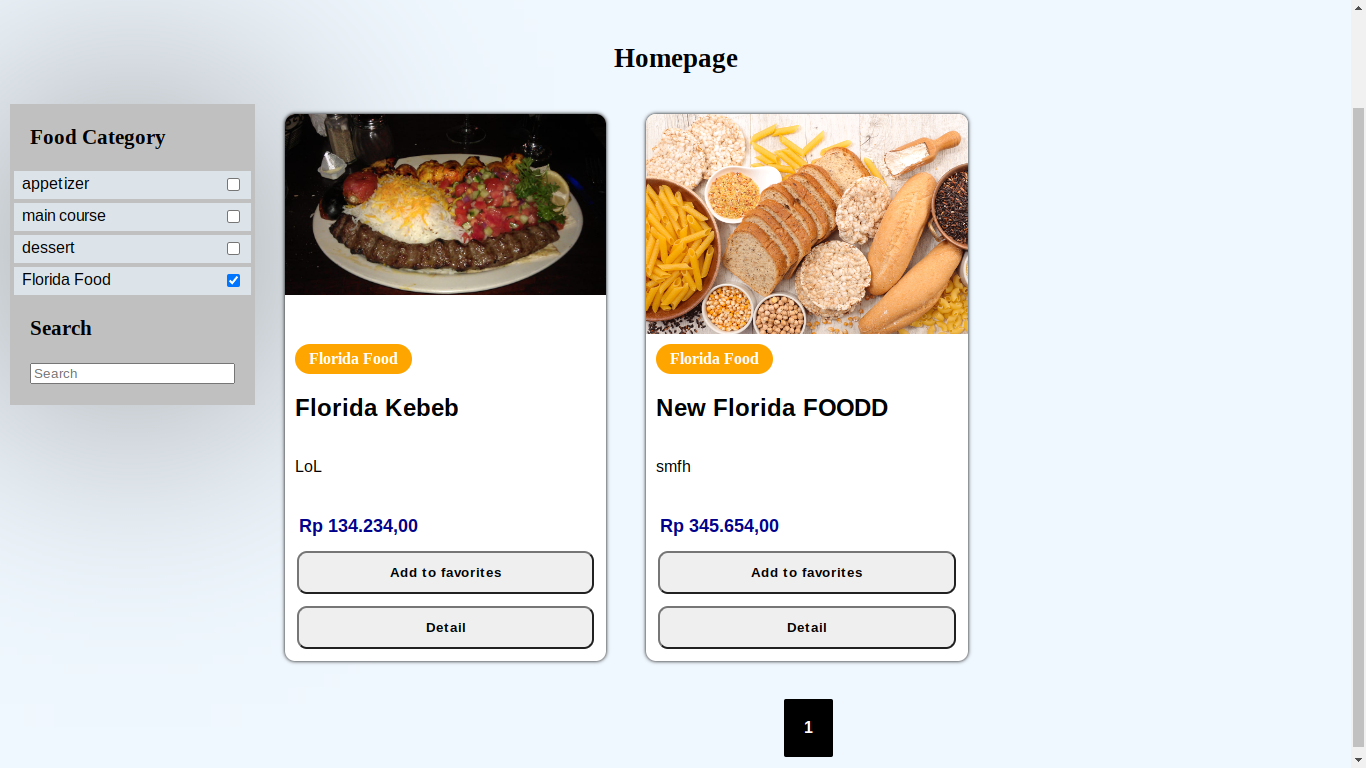 Homepage
Food Category
appetizer
main course
dessert
Florida Food
Search
Search
Florida Food
Florida Kebeb
LoL
Rp 134.234,00
Add to favorites
Detail
Florida Food
New Florida FOODD
smfh
Rp 345.654,00
Add to favorites
Detail
1